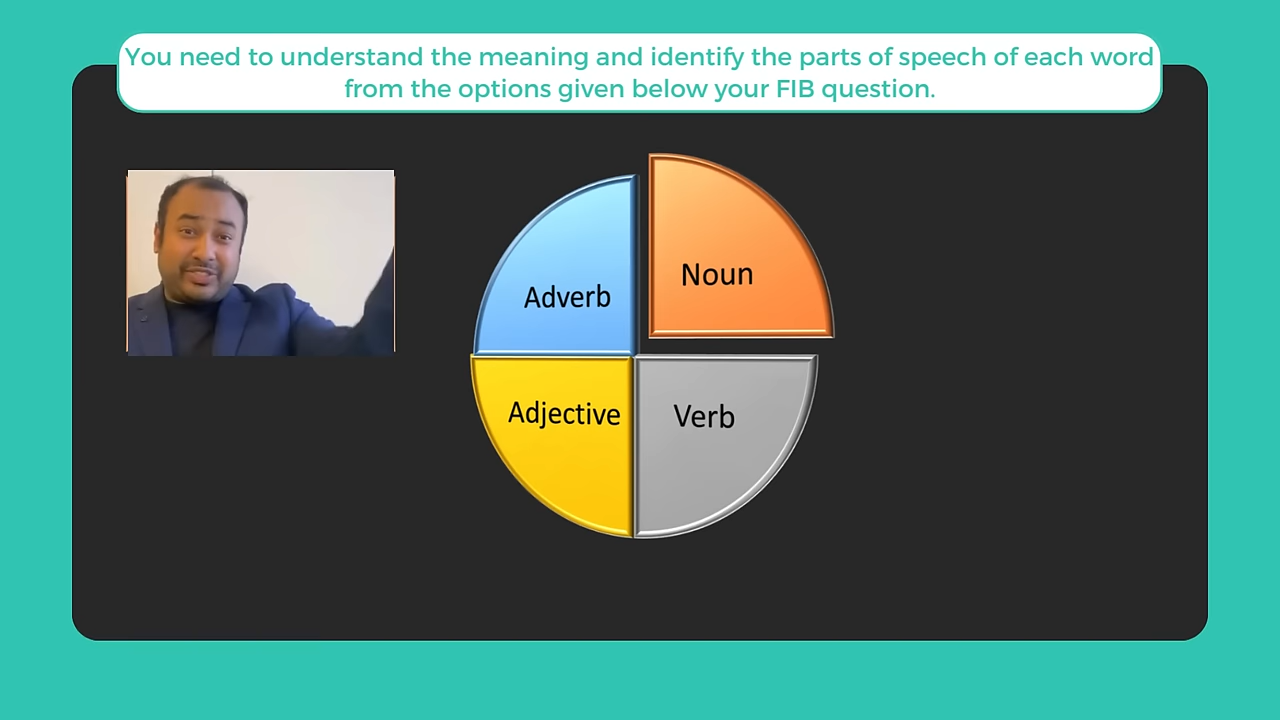 You need to understand the meaning and identify the parts of speech of each word
from the options given below your FIB question.
Noun
Adverb
Adjective
Verb